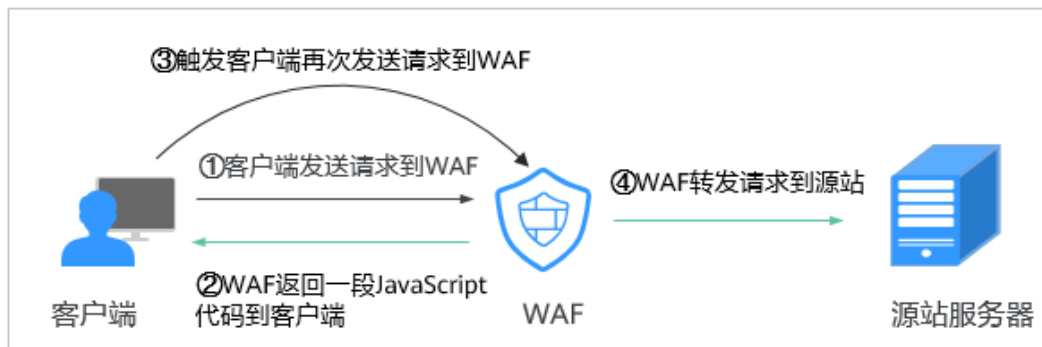 ③触发客户端再次发送请求到WAF
①客户端发送请求到WAF
④WAF转发请求到源站
②WAF返回一段JavaScript
代码到客户端
客户端
WAF
源站服务器